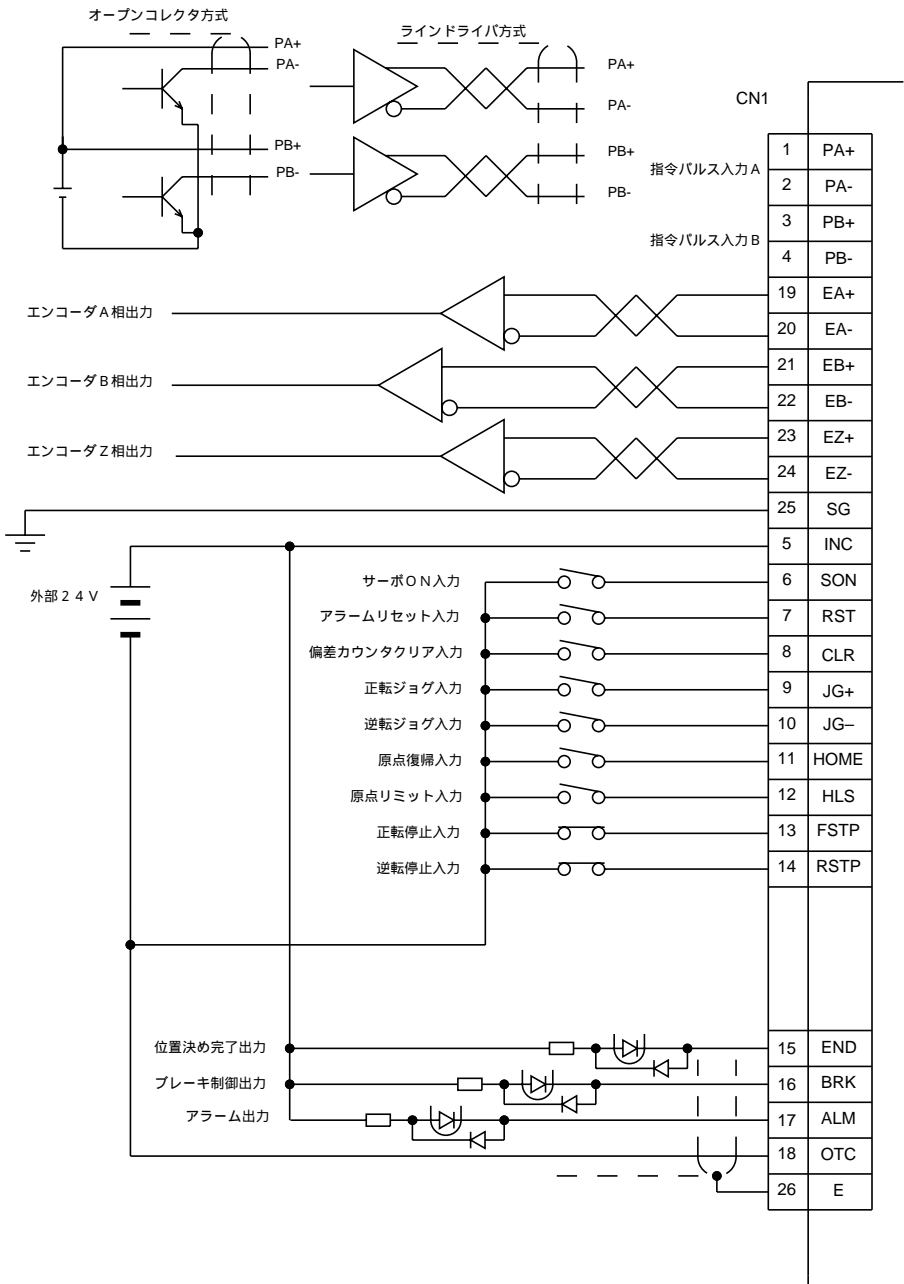 オープンコレクタ方式
PA+
PA-
PB+
PB-
ラインドライバ方式
PA+
PA-
PB+
PB-
CN1
指令パルス入力A
1 PA+
2 PA-
指令パルス入力B
3 PB+
4 PB-
エンコーダA相出力
19 EA+
20 EA-
エンコーダB相出力
21 EB+
22 EB-
エンコーダZ相出力
23 EZ+
24 EZ-
25 SG
外部24V
5 INC
サーボON入力 6 SON
アラームリセット入力 7 RST
偏差カウンタクリア入力 8 CLR
正転ジョグ入力 9 JG+
逆転ジョグ入力 10 JG–
原点復帰入力 11 HOME
原点リミット入力 12 HLS
正転停止入力 13 FSTP
逆転停止入力 14 RSTP
位置決め完了出力 15 END
ブレーキ制御出力 16 BRK
アラーム出力 17 ALM
18 OTC
26 E